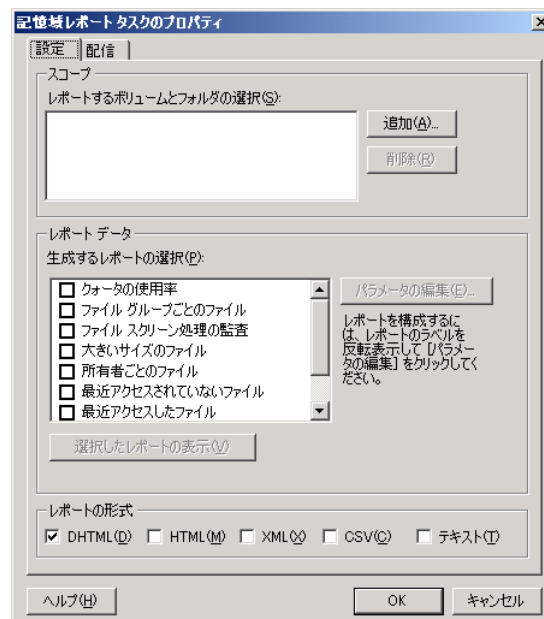 記憶域レポート タスクのプロパティ
設定
配信
スコープ
レポートするボリュームとフォルダの選択(S):
追加(A)...
削除(R)
レポート データ
生成するレポートの選択(P):
クォータの使用率
ファイル グループごとのファイル
ファイル スクリーン処理の監査
大きいサイズのファイル
所有者ごとのファイル
最近アクセスされていないファイル
最近アクセスしたファイル
パラメータの編集(E)...
レポートを構成するに
は、レポートのラベルを
反転表示して [パラメー
タの編集] をクリックしてく
ださい。
選択したレポートの表示(V)
レポートの形式
DHTML(D) HTML(M) XML(X) CSV(C) テキスト(T)
ヘルプ(H)
OK
キャンセル